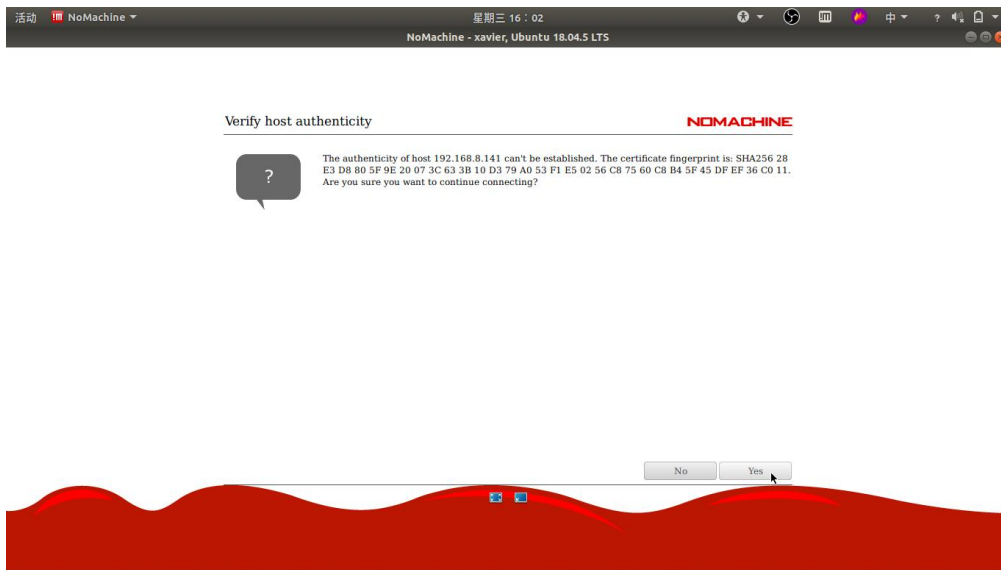 活动 NoMachine 星期三 16：02 中 ?
NoMachine - xavier, Ubuntu 18.04.5 LTS
Verify host authenticity NOMACHINE
? The authenticity of host 192.168.8.141 can't be established. The certificate fingerprint is: SHA256 28
E3 D8 80 5F 9E 20 07 3C 63 3B 10 D3 79 A0 53 F1 E5 02 56 C8 75 60 C8 B4 5F 45 DF EF 36 C0 11.
Are you sure you want to continue connecting?
No Yes